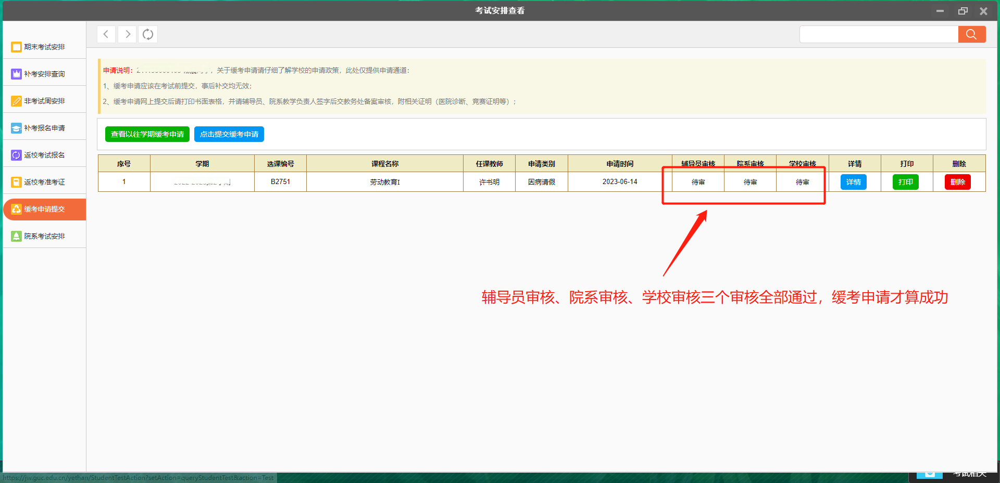 考试安排查看
期末考试安排
补考安排查询
非考试周安排
补考报名申请
返校考试报名
返校考准考证
缓考申请提交
院系考试安排
申请说明：
，关于缓考申请请仔细了解学校的申请政策，此处仅提供申请通道：
1、缓考申请应该在考试前提交，事后补交均无效；
2、缓考申请网上提交后请打印书面表格，并请辅导员、院系教学负责人签字后交教务处备案审核，附相关证明（医院诊断、竞赛证明等）；
查看以往学期缓考申请 点击提交缓考申请
序号 学期 选课编号 课程名称 任课教师 申请类别 申请时间 辅导员审核 院系审核 学校审核 详情 打印 删除
1 B2751 劳动教育I 许书明 因病请假 2023-06-14 待审 待审 待审 详情 打印 删除
辅导员审核、院系审核、学校审核三个审核全部通过，缓考申请才算成功
https://jw.guc.edu.cn/yethan/StudentTestAction?setAction=queryStudentTest&action=Test
考试相关